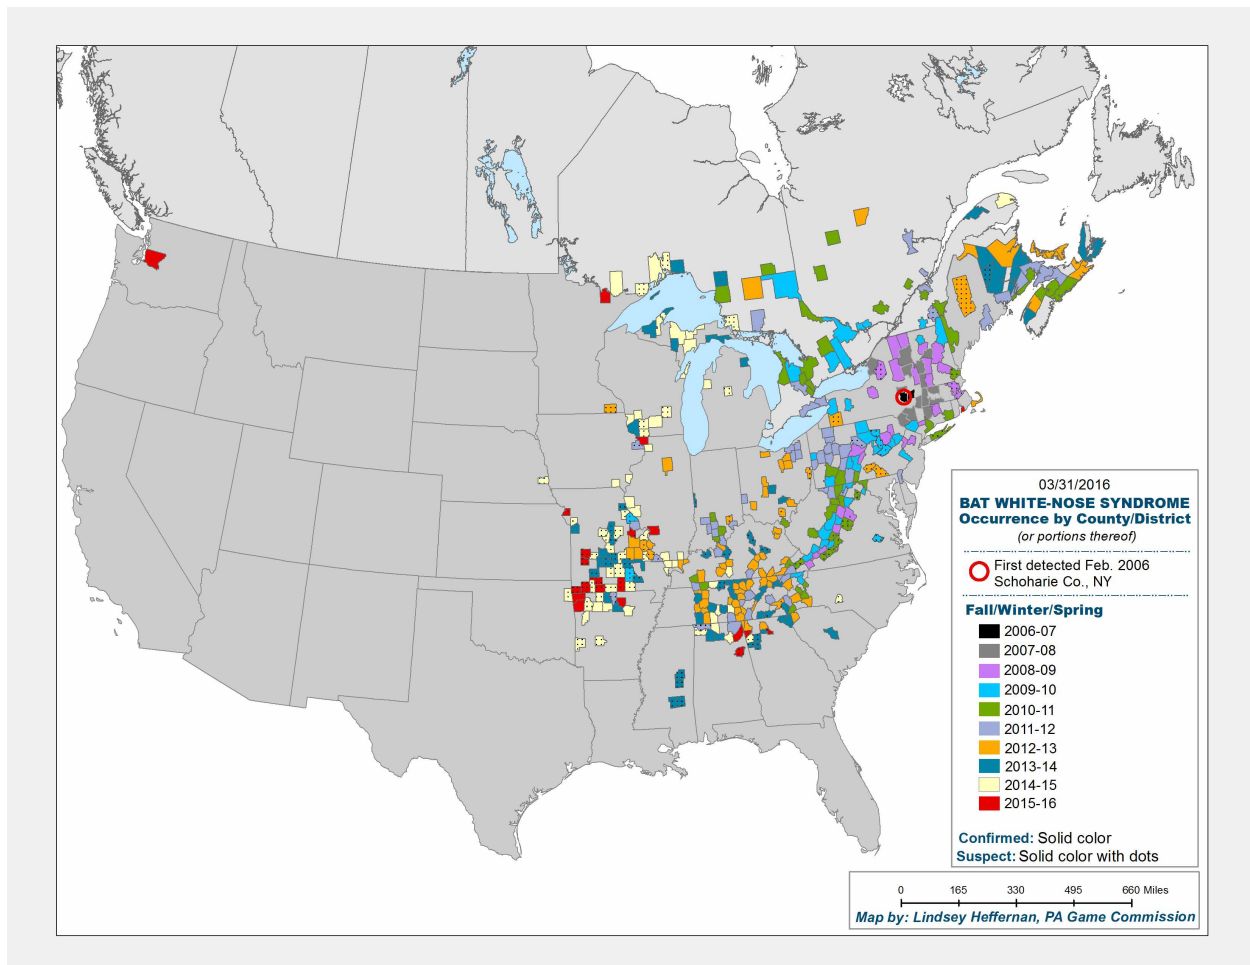 03/31/2016
BAT WHITE-NOSE SYNDROME
Occurrence by County/District
(or portions thereof)
First detected Feb. 2006
Schoharie Co., NY
Fall/Winter/Spring
2006-07
2007-08
2008-09
2009-10
2010-11
2011-12
2012-13
2013-14
2014-15
2015-16
Confirmed: Solid color
Suspect: Solid color with dots
0 165 330 495 660 Miles
Map by: Lindsey Heffernan, PA Game Commission